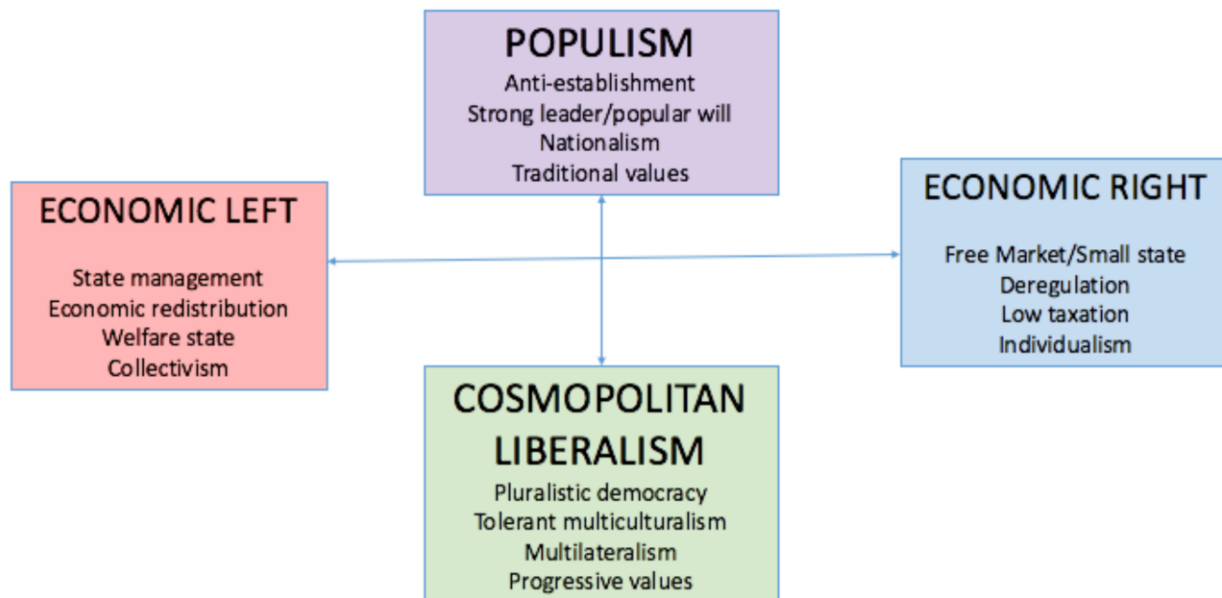 POPULISM
Anti-establishment
Strong leader/popular will
Nationalism
Traditional values
ECONOMIC LEFT
State management
Economic redistribution
Welfare state
Collectivism
ECONOMIC RIGHT
Free Market/Small state
Deregulation
Low taxation
Individualism
COSMOPOLITAN
LIBERALISM
Pluralistic democracy
Tolerant multiculturalism
Multilateralism
Progressive values